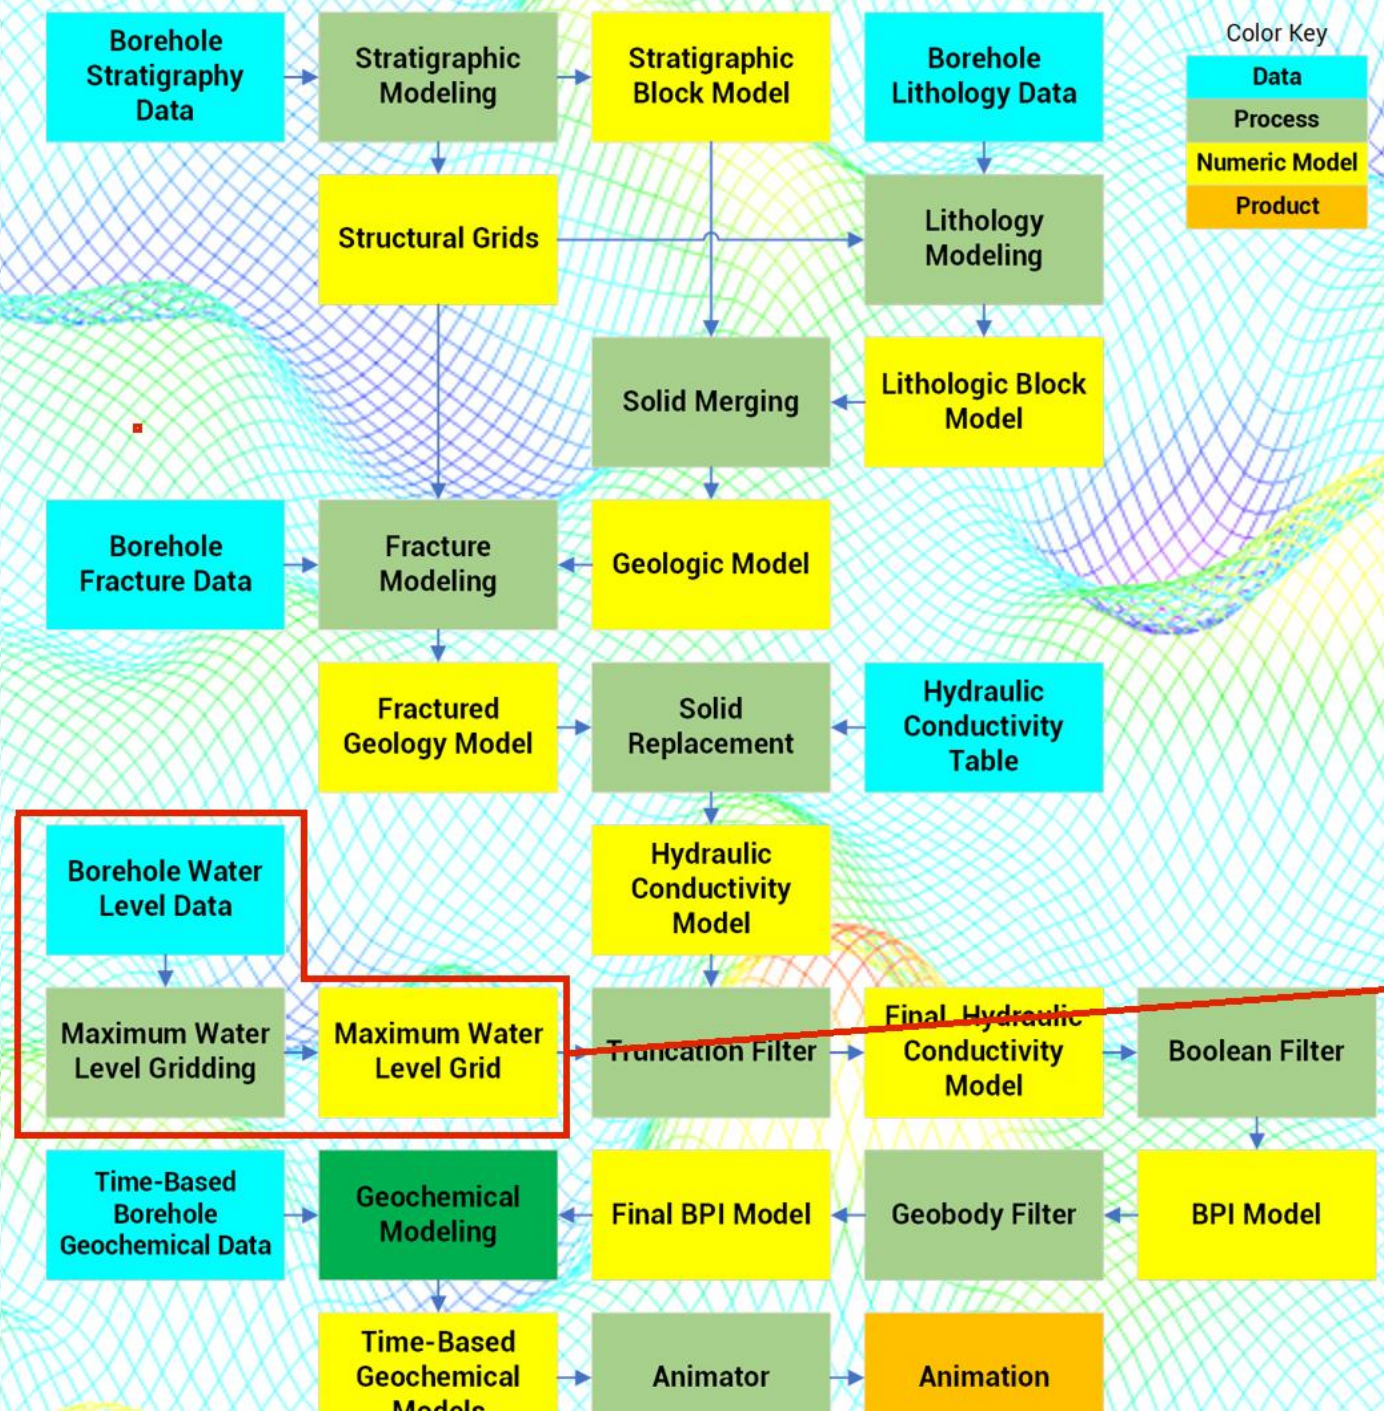 Borehole
Stratigraphy
Data
Stratigraphic
Modeling
Stratigraphic
Block Model
Borehole
Lithology Data
Color Key
Data
Process
Numeric Model
Product
Structural Grids
Lithology
Modeling
Solid Merging
Lithologic Block
Model
Borehole
Fracture Data
Fracture
Modeling
Geologic Model
Fractured
Geology Model
Solid
Replacement
Hydraulic
Conductivity
Table
Borehole Water
Level Data
Hydraulic
Conductivity
Model
Maximum Water
Level Gridding
Maximum Water
Level Grid
Truncation Filter
Final Hydraulic
Conductivity
Model
Boolean Filter
Time-Based
Borehole
Geochemical Data
Geochemical
Modeling
Final BPI Model
Geobody Filter
BPI Model
Time-Based
Geochemical
Models
Animator
Animation